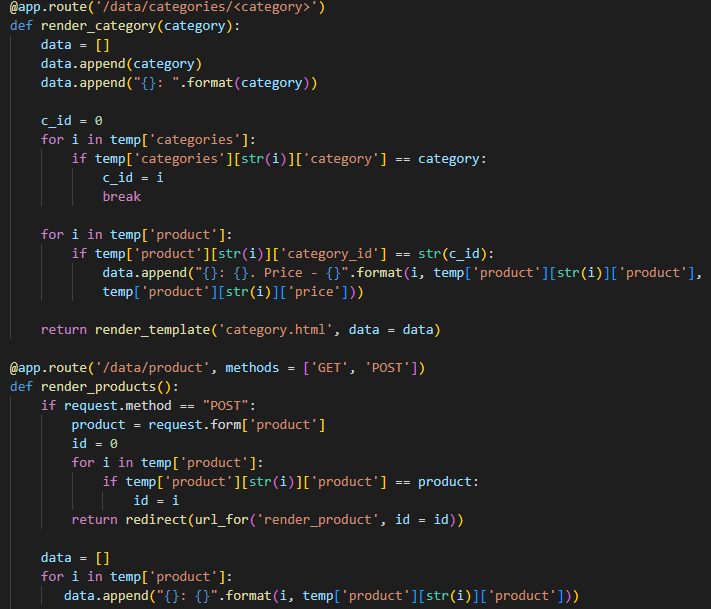 @app.route('/data/categories/<category>')
def render_category(category):
    data = []
    data.append(category)
    data.append("{}: ".format(category))

    c_id = 0
    for i in temp['categories']:
        if temp['categories'][str(i)]['category'] == category:
            c_id = i
            break

    for i in temp['product']:
        if temp['product'][str(i)]['category_id'] == str(c_id):
            data.append("{}: {}. Price - {}".format(i, temp['product'][str(i)]['product'],
            temp['product'][str(i)]['price']))

    return render_template('category.html', data = data)

@app.route('/data/product', methods = ['GET', 'POST'])
def render_products():
    if request.method == "POST":
        product = request.form['product']
        id = 0
        for i in temp['product']:
            if temp['product'][str(i)]['product'] == product:
                id = i
        return redirect(url_for('render_product', id = id))

    data = []
    for i in temp['product']:
       data.append("{}: {}".format(i, temp['product'][str(i)]['product']))